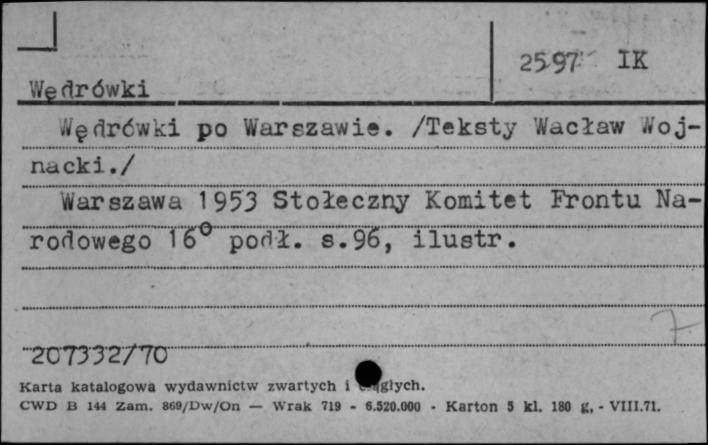 2597 IK
Wędrówki
Wędrówki po Warszawie. /Teksty Wacław Woj-
nacki./
Warszawa 1953 Stołeczny Komitet Frontu Na-
rodowego 16° podł. s.96, ilustr.
7
207332/70
Karta katalogowa wydawnictw zwartych i ciągłych.
CWD B 144 Zam. 869/Dw/On — Wrak 719 - 6.520.000 - Karton 5 kl. 180 g. - VIII.71.